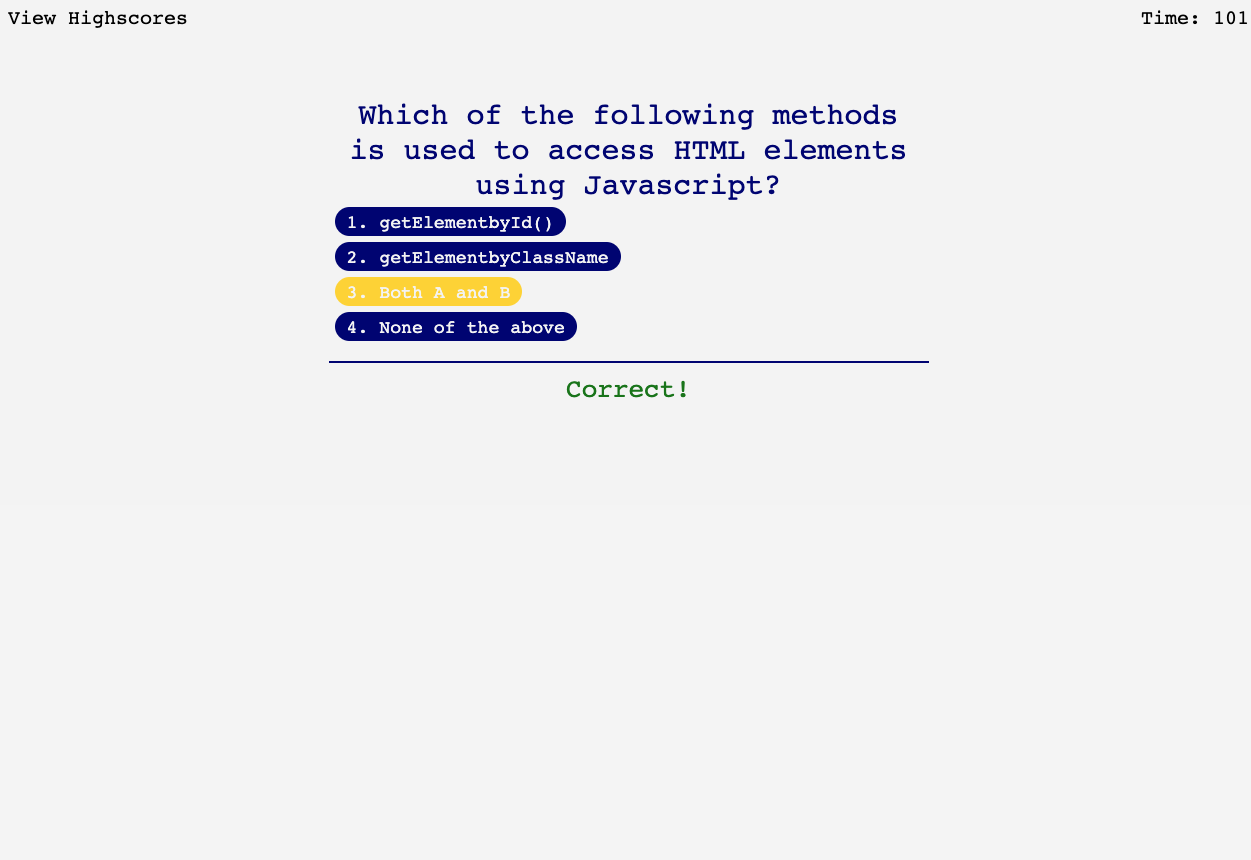 View Highscores
Time: 101
Which of the following methods
is used to access HTML elements
using Javascript?
1. getElementbyId()
2. getElementbyClassName
3. Both A and B
4. None of the above
Correct!